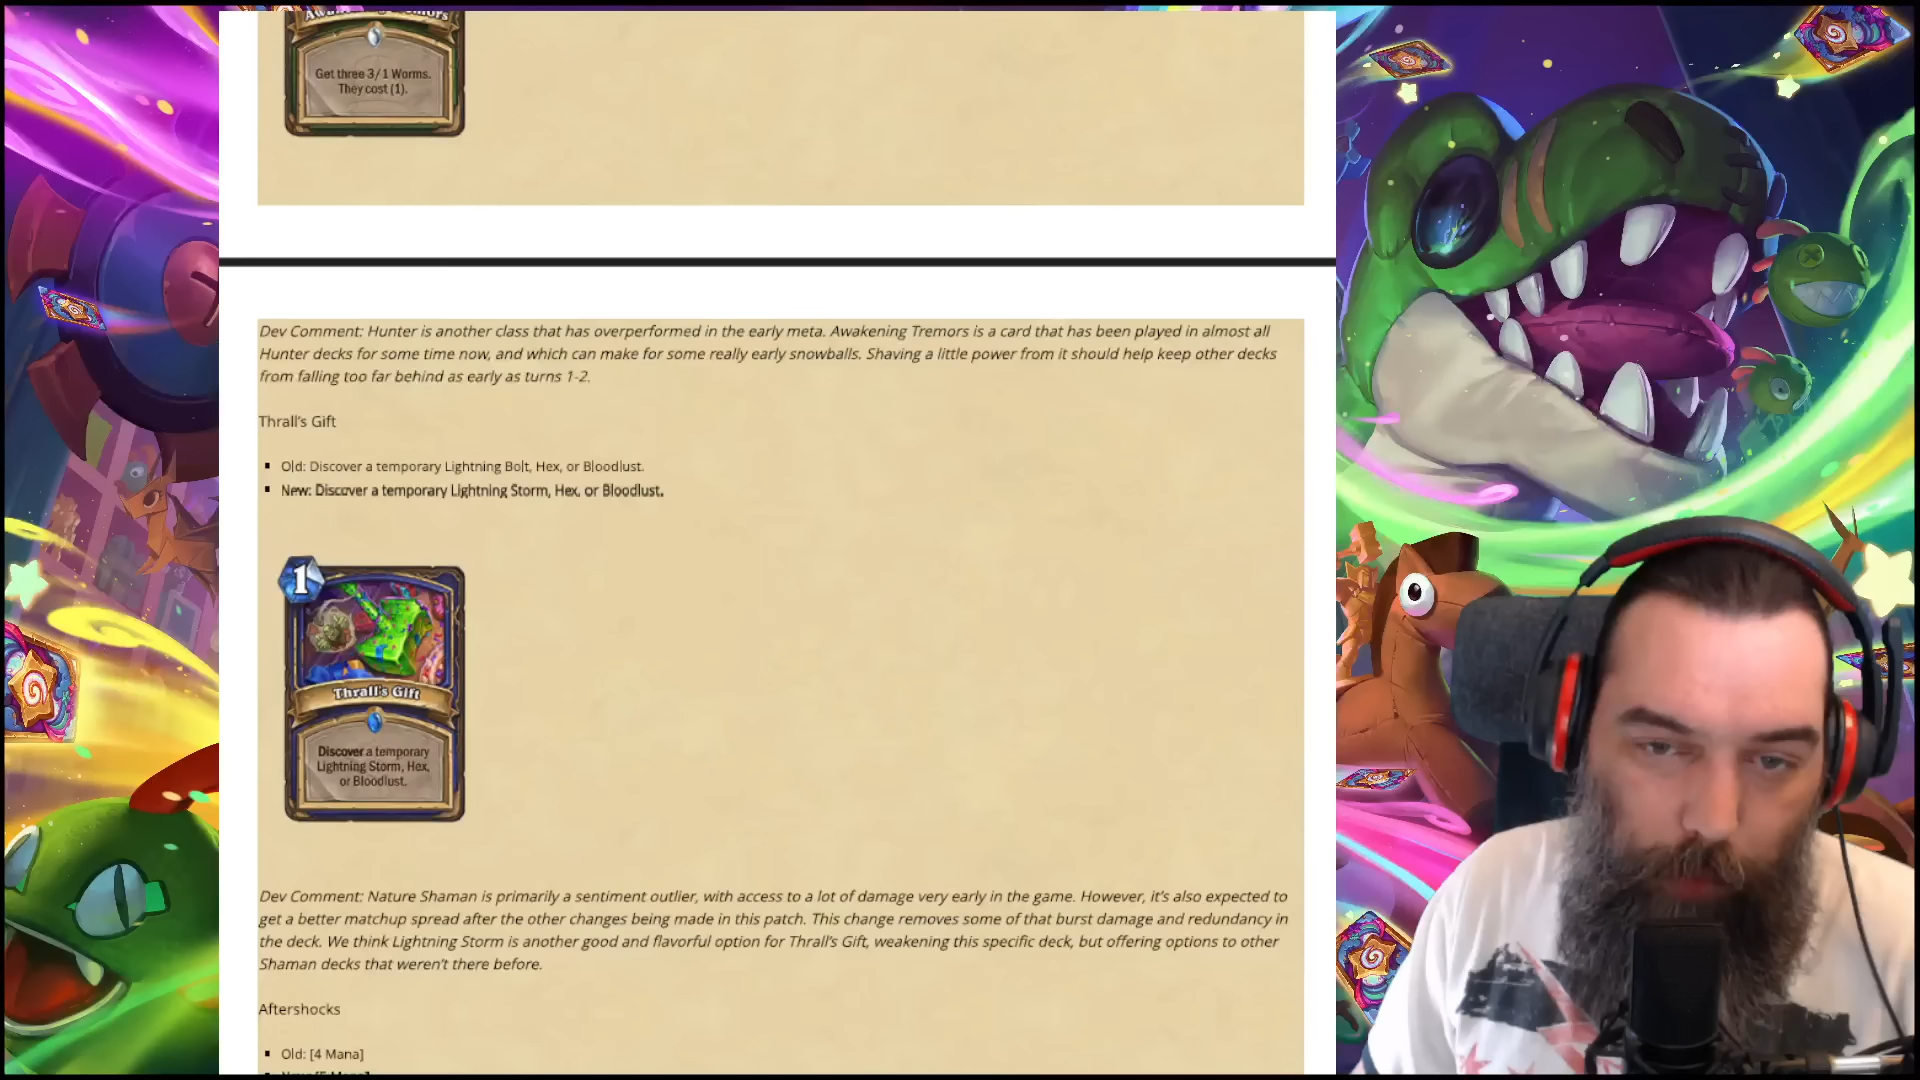 Get three 3/1 Worms.
They cost (1).
Dev Comment: Hunter is another class that has overperformed in the early meta. Awakening Tremors is a card that has been played in almost all
Hunter decks for some time now, and which can make for some really early snowballs. Shaving a little power from it should help keep other decks
from falling too far behind as early as turns 1-2.
Thrall's Gift
▪ Old: Discover a temporary Lightning Bolt, Hex, or Bloodlust.
▪ New: Discover a temporary Lightning Storm, Hex, or Bloodlust.
1
Thrall's Gift
Discover a temporary
Lightning Storm, Hex,
or Bloodlust.
Dev Comment: Nature Shaman is primarily a sentiment outlier, with access to a lot of damage very early in the game. However, it's also expected to
get a better matchup spread after the other changes being made in this patch. This change removes some of that burst damage and redundancy in
the deck. We think Lightning Storm is another good and flavorful option for Thrall's Gift, weakening this specific deck, but offering options to other
Shaman decks that weren't there before.
Aftershocks
▪ Old: [4 Mana]